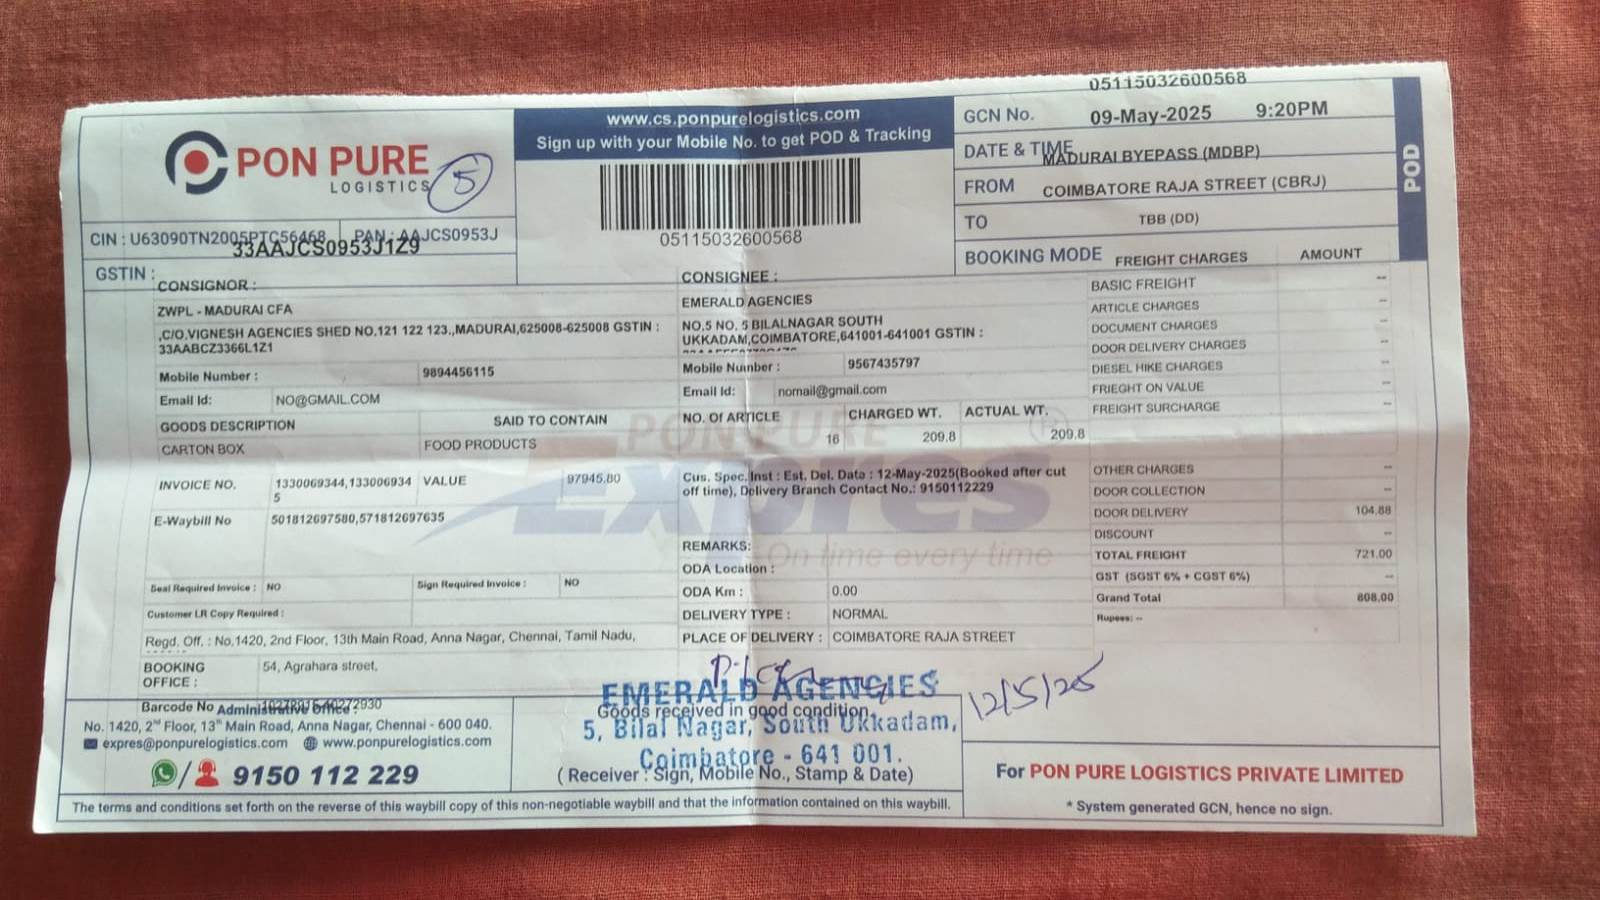 PON PURE
LOGISTICS
5
www.cs.ponpurelogistics.com
Sign up with your Mobile No. to get POD & Tracking
05115032600568
05115032600568
GCN No. 09-May-2025 9:20PM
DATE & TIME MADURAI BYEPASS (MDBP)
FROM COIMBATORE RAJA STREET (CBRJ)
TO TBB (DD)
BOOKING MODE
POD
CIN : U63090TN2005PTC56468 PAN : AAJCS0953J
33AAJCS0953J1Z9
GSTIN :
CONSIGNOR :
ZWPL - MADURAI CFA
,C/O,VIGNESH AGENCIES SHED NO.121 122 123.,MADURAI,625008-625008 GSTIN :
33AABCZ3366L1Z1
Mobile Number : 9894456115
Email Id: NO@GMAIL.COM
CONSIGNEE :
EMERALD AGENCIES
NO.5 NO. 5 BILALNAGAR SOUTH
UKKADAM,COIMBATORE,641001-641001 GSTIN :
Mobile Number : 9567435797
Email Id: nomail@gmail.com
GOODS DESCRIPTION SAID TO CONTAIN NO. Of ARTICLE CHARGED WT. ACTUAL WT.
CARTON BOX FOOD PRODUCTS 16 209.8 209.8
INVOICE NO. 1330069344,133006934
5
VALUE 97945.80
E-Waybill No 501812697580,571812697635
Cus. Spec. Inst : Est. Del. Date : 12-May-2025(Booked after cut
off time), Delivery Branch Contact No.: 9150112229
PON PURE
Expres
On time every time
REMARKS:
ODA Location :
ODA Km : 0.00
DELIVERY TYPE : NORMAL
PLACE OF DELIVERY : COIMBATORE RAJA STREET
Seal Required Invoice : NO Sign Required Invoice : NO
Customer LR Copy Required :
Regd. Off. : No.1420, 2nd Floor, 13th Main Road, Anna Nagar, Chennai, Tamil Nadu,
BOOKING
OFFICE : 54, Agrahara street,
FREIGHT CHARGES AMOUNT
BASIC FREIGHT --
ARTICLE CHARGES --
DOCUMENT CHARGES --
DOOR DELIVERY CHARGES --
DIESEL HIKE CHARGES --
FRIEGHT ON VALUE --
FREIGHT SURCHARGE --
OTHER CHARGES --
DOOR COLLECTION --
DOOR DELIVERY 104.88
DISCOUNT --
TOTAL FREIGHT 721.00
GST (SGST 6% + CGST 6%) --
Grand Total 808.00
Rupees: --
Barcode No
Administrative Office :
No. 1420, 2nd Floor, 13th Main Road, Anna Nagar, Chennai - 600 040.
expres@ponpurelogistics.com www.ponpurelogistics.com
/ 9150 112 229
EMERALD AGENCIES
Goods received in good condition.
5, Bilal Nagar, South Ukkadam,
Coimbatore - 641 001.
(Receiver : Sign, Mobile No., Stamp & Date)
12/5/25
For PON PURE LOGISTICS PRIVATE LIMITED
* System generated GCN, hence no sign.
The terms and conditions set forth on the reverse of this waybill copy of this non-negotiable waybill and that the information contained on this waybill.